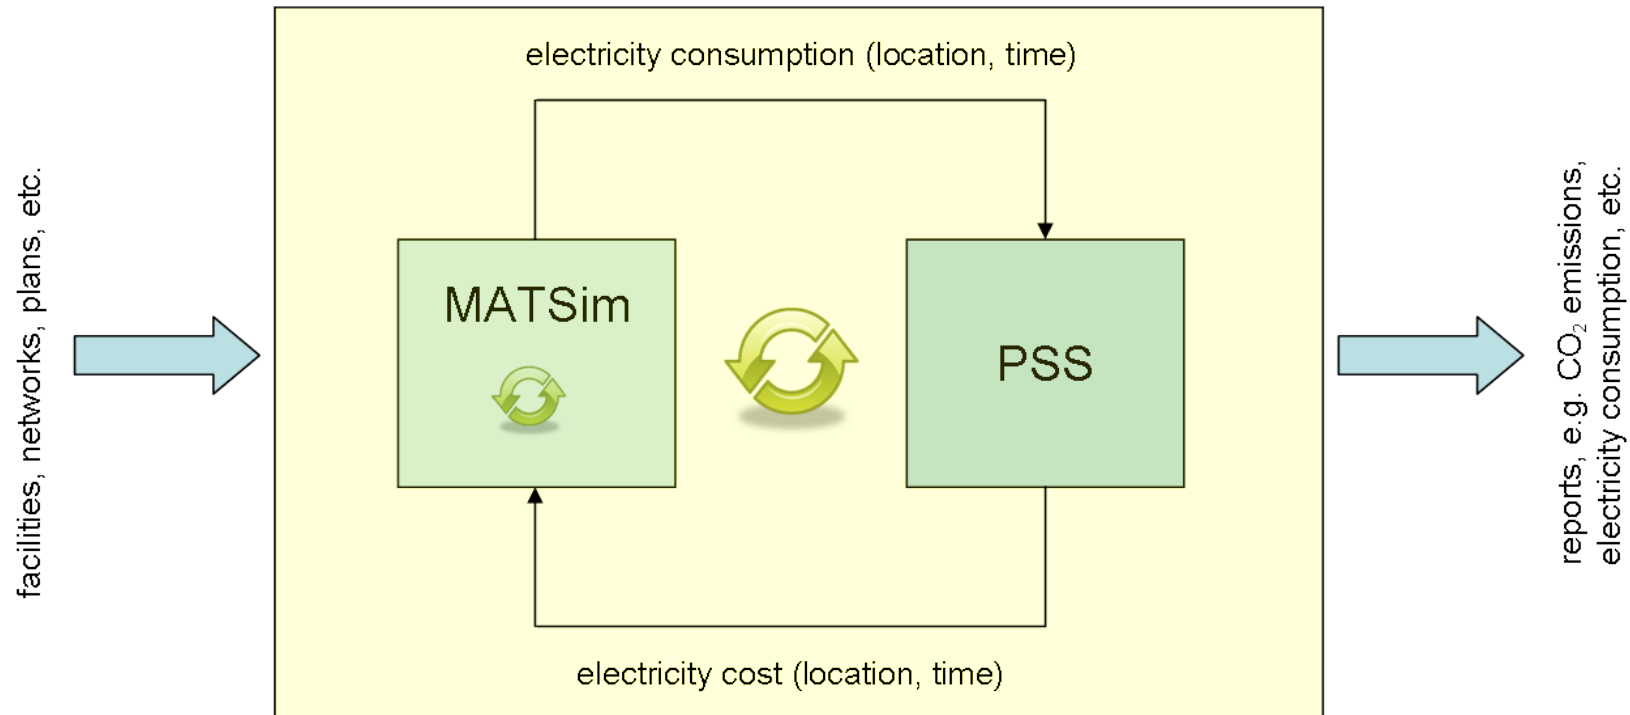 electricity consumption (location, time)
facilities, networks, plans, etc.
MATSim
PSS
reports, e.g. CO₂ emissions,
electricity consumption, etc.
electricity cost (location, time)